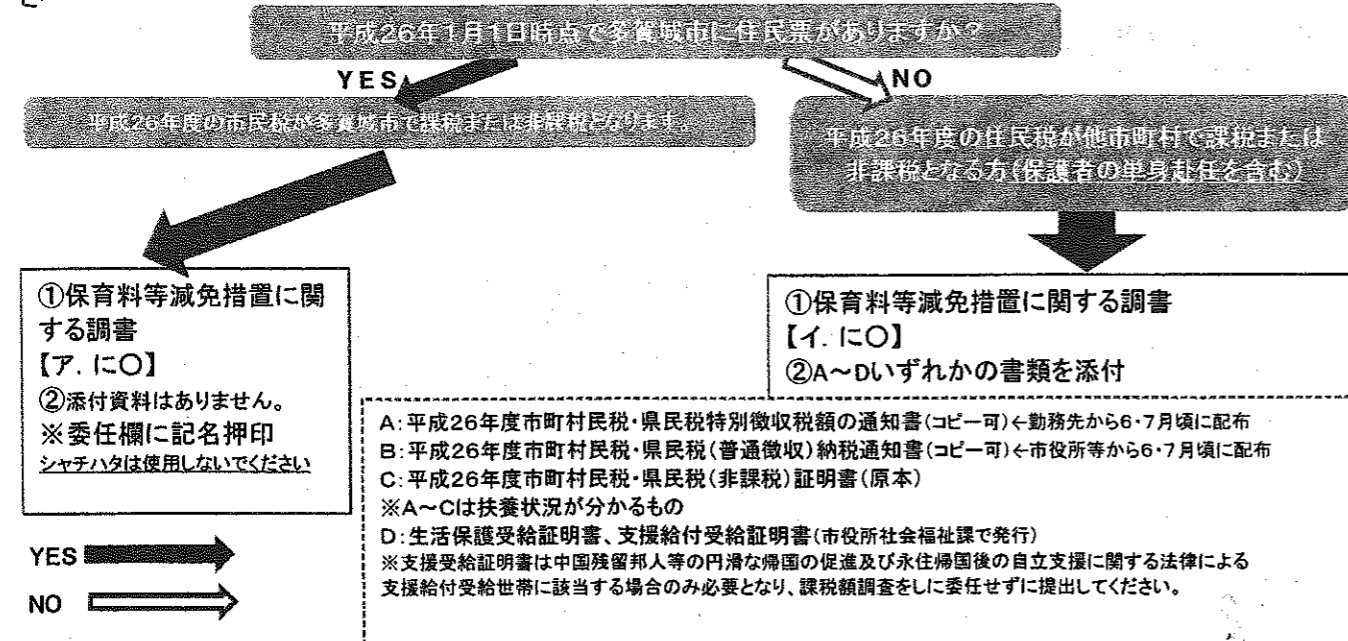 平成26年1月1日時点で多賀城市に住民票がありますか？
YES
NO
平成26年度の市民税が多賀城市で課税または非課税となります。
平成26年度の住民税が他市町村で課税または
非課税となる方(保護者の単身赴任を含む)
①保育料等減免措置に関
する調書
【ア. に〇】
②添付資料はありません。
※委任欄に記名押印
シャチハタは使用しないでください
①保育料等減免措置に関する調書
【イ. に〇】
②A～Dいずれかの書類を添付
A:平成26年度市町村民税・県民税特別徴収税額の通知書(コピー可)←勤務先から6・7月頃に配布
B:平成26年度市町村民税・県民税(普通徴収)納税通知書(コピー可)←市役所等から6・7月頃に配布
C:平成26年度市町村民税・県民税(非課税)証明書(原本)
※A～Cは扶養状況が分かるもの
D:生活保護受給証明書、支援給付受給証明書(市役所社会福祉課で発行)
※支援受給証明書は中国残留邦人等の円滑な帰国の促進及び永住帰国後の自立支援に関する法律による
支援給付受給世帯に該当する場合のみ必要となり、課税額調査をしに委任せずに提出してください。
YES
NO